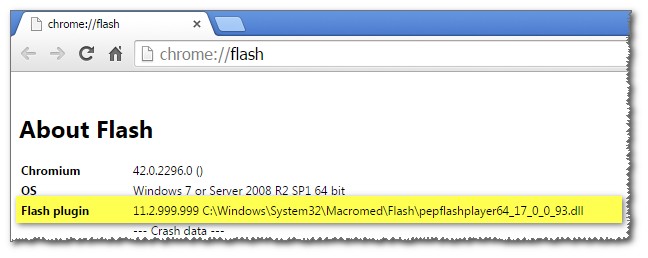 chrome://flash
chrome://flash
About Flash
Chromium 42.0.2296.0 ()
OS Windows 7 or Server 2008 R2 SP1 64 bit
Flash plugin 11.2.999.999 C:\Windows\System32\Macromed\Flash\pepflashplayer64_17_0_0_93.dll
--- Crash data ---